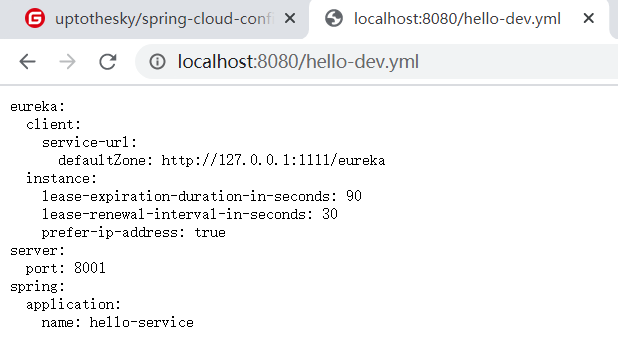 uptothesky/spring-cloud-confi
localhost:8080/hello-dev.yml
localhost:8080/hello-dev.yml
eureka:
  client:
    service-url:
      defaultZone: http://127.0.0.1:1111/eureka
  instance:
    lease-expiration-duration-in-seconds: 90
    lease-renewal-interval-in-seconds: 30
    prefer-ip-address: true
server:
  port: 8001
spring:
  application:
    name: hello-service